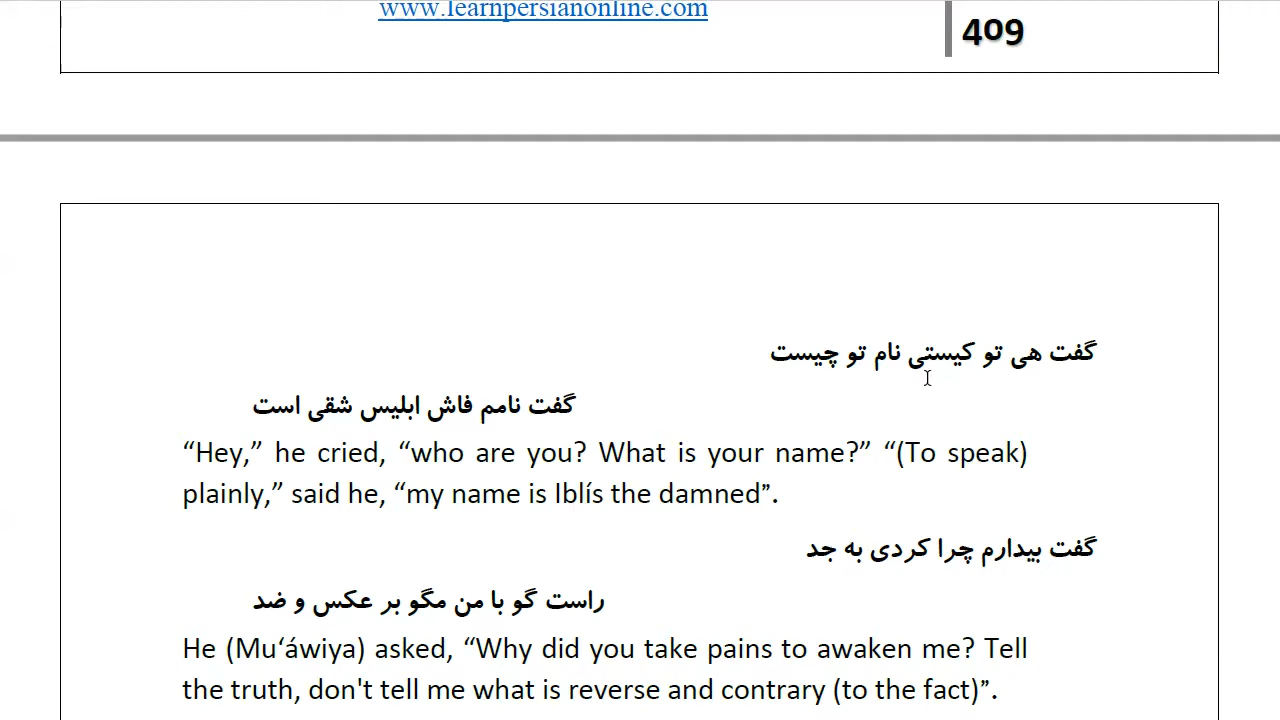 www.learnpersianonline.com
409
گفت هی تو کیستی نام تو چیست
گفت نامم فاش ابلیس شقی است
“Hey,” he cried, “who are you? What is your name?” “(To speak)
plainly,” said he, “my name is Iblís the damned”.
گفت بیدارم چرا کردی به جد
راست گو با من مگو بر عکس و ضد
He (Mu‘áwiya) asked, “Why did you take pains to awaken me? Tell
the truth, don't tell me what is reverse and contrary (to the fact)”.